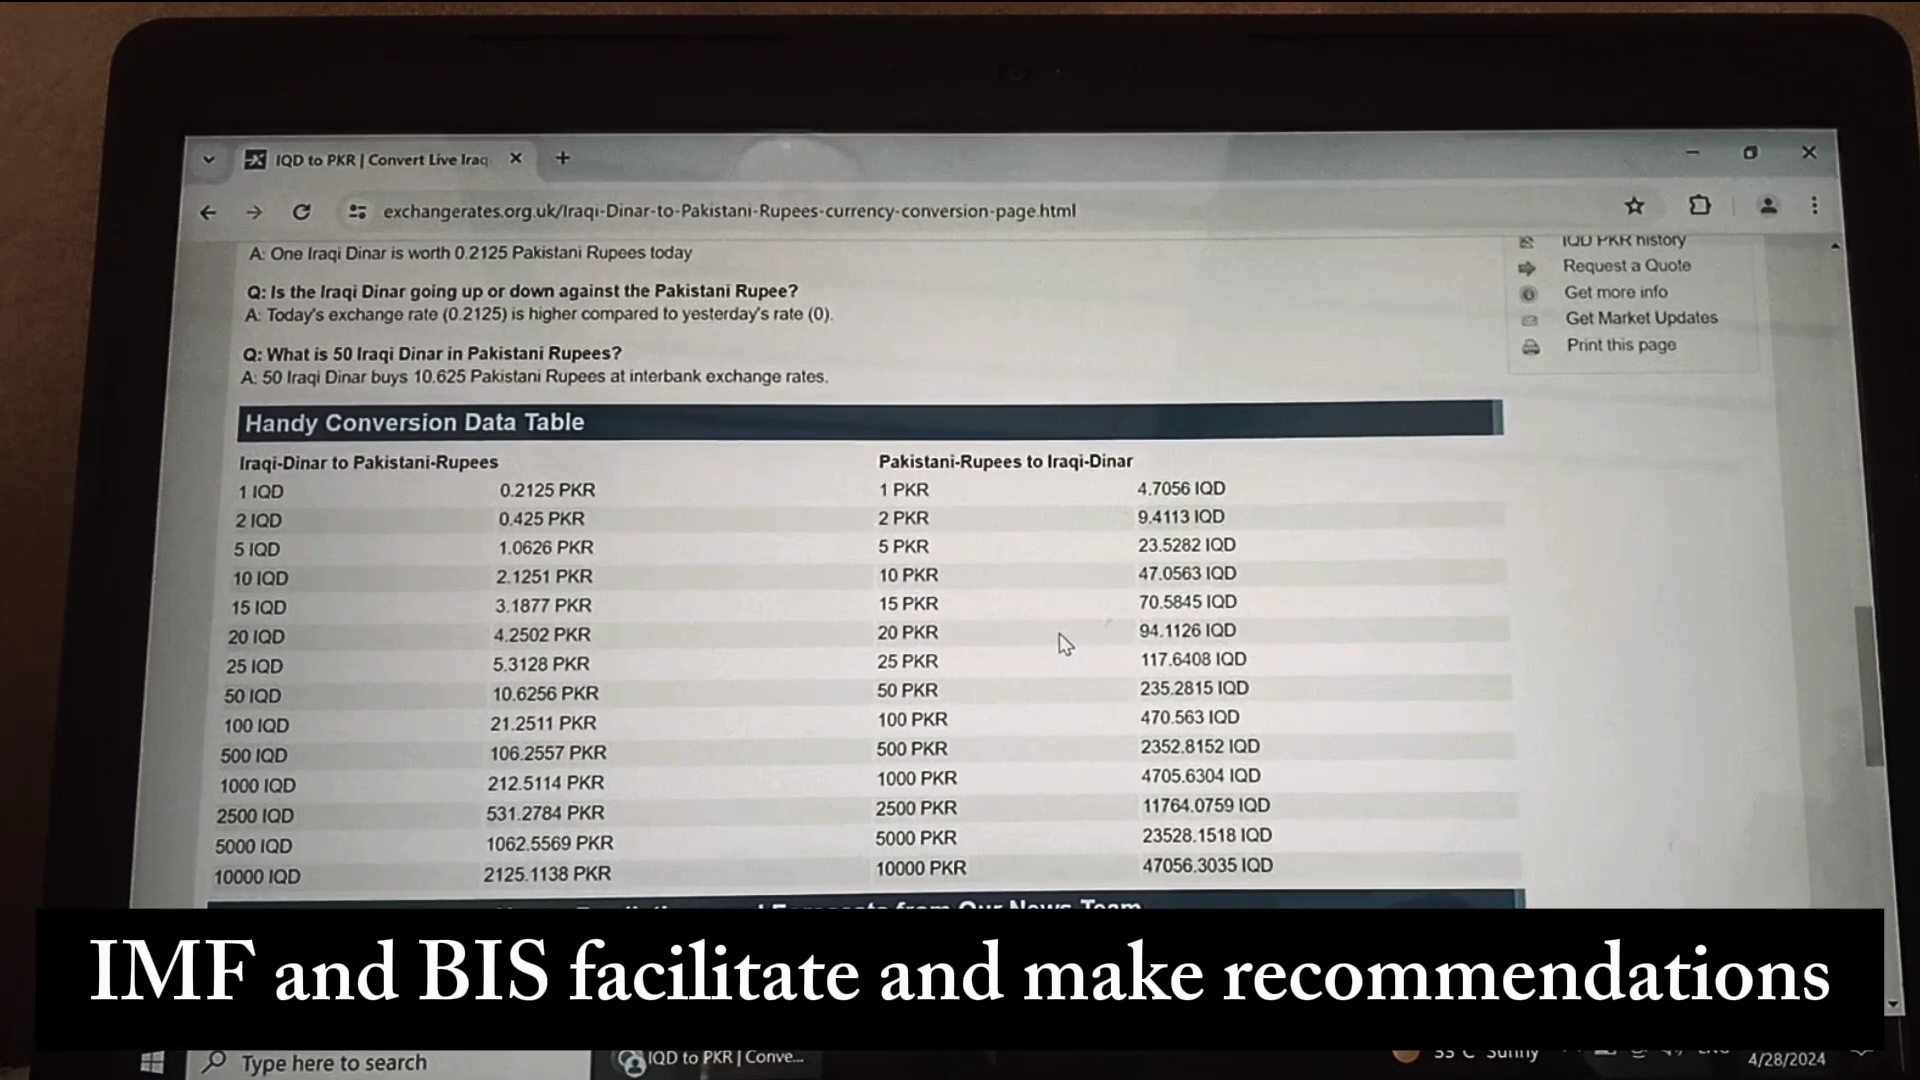 IQD to PKR | Convert Live Iraq
exchangerates.org.uk/Iraqi-Dinar-to-Pakistani-Rupees-currency-conversion-page.html
A: One Iraqi Dinar is worth 0.2125 Pakistani Rupees today
Q: Is the Iraqi Dinar going up or down against the Pakistani Rupee?
A: Today's exchange rate (0.2125) is higher compared to yesterday's rate (0).
Q: What is 50 Iraqi Dinar in Pakistani Rupees?
A: 50 Iraqi Dinar buys 10.625 Pakistani Rupees at interbank exchange rates.
IQD PKR history
Request a Quote
Get more info
Get Market Updates
Print this page
Handy Conversion Data Table
Iraqi-Dinar to Pakistani-Rupees Pakistani-Rupees to Iraqi-Dinar
1 IQD 0.2125 PKR 1 PKR 4.7056 IQD
2 IQD 0.425 PKR 2 PKR 9.4113 IQD
5 IQD 1.0626 PKR 5 PKR 23.5282 IQD
10 IQD 2.1251 PKR 10 PKR 47.0563 IQD
15 IQD 3.1877 PKR 15 PKR 70.5845 IQD
20 IQD 4.2502 PKR 20 PKR 94.1126 IQD
25 IQD 5.3128 PKR 25 PKR 117.6408 IQD
50 IQD 10.6256 PKR 50 PKR 235.2815 IQD
100 IQD 21.2511 PKR 100 PKR 470.563 IQD
500 IQD 106.2557 PKR 500 PKR 2352.8152 IQD
1000 IQD 212.5114 PKR 1000 PKR 4705.6304 IQD
2500 IQD 531.2784 PKR 2500 PKR 11764.0759 IQD
5000 IQD 1062.5569 PKR 5000 PKR 23528.1518 IQD
10000 IQD 2125.1138 PKR 10000 PKR 47056.3035 IQD
from Our News Team
IMF and BIS facilitate and make recommendations
Type here to search
IQD to PKR | Conve...
Sunny
4/28/2024